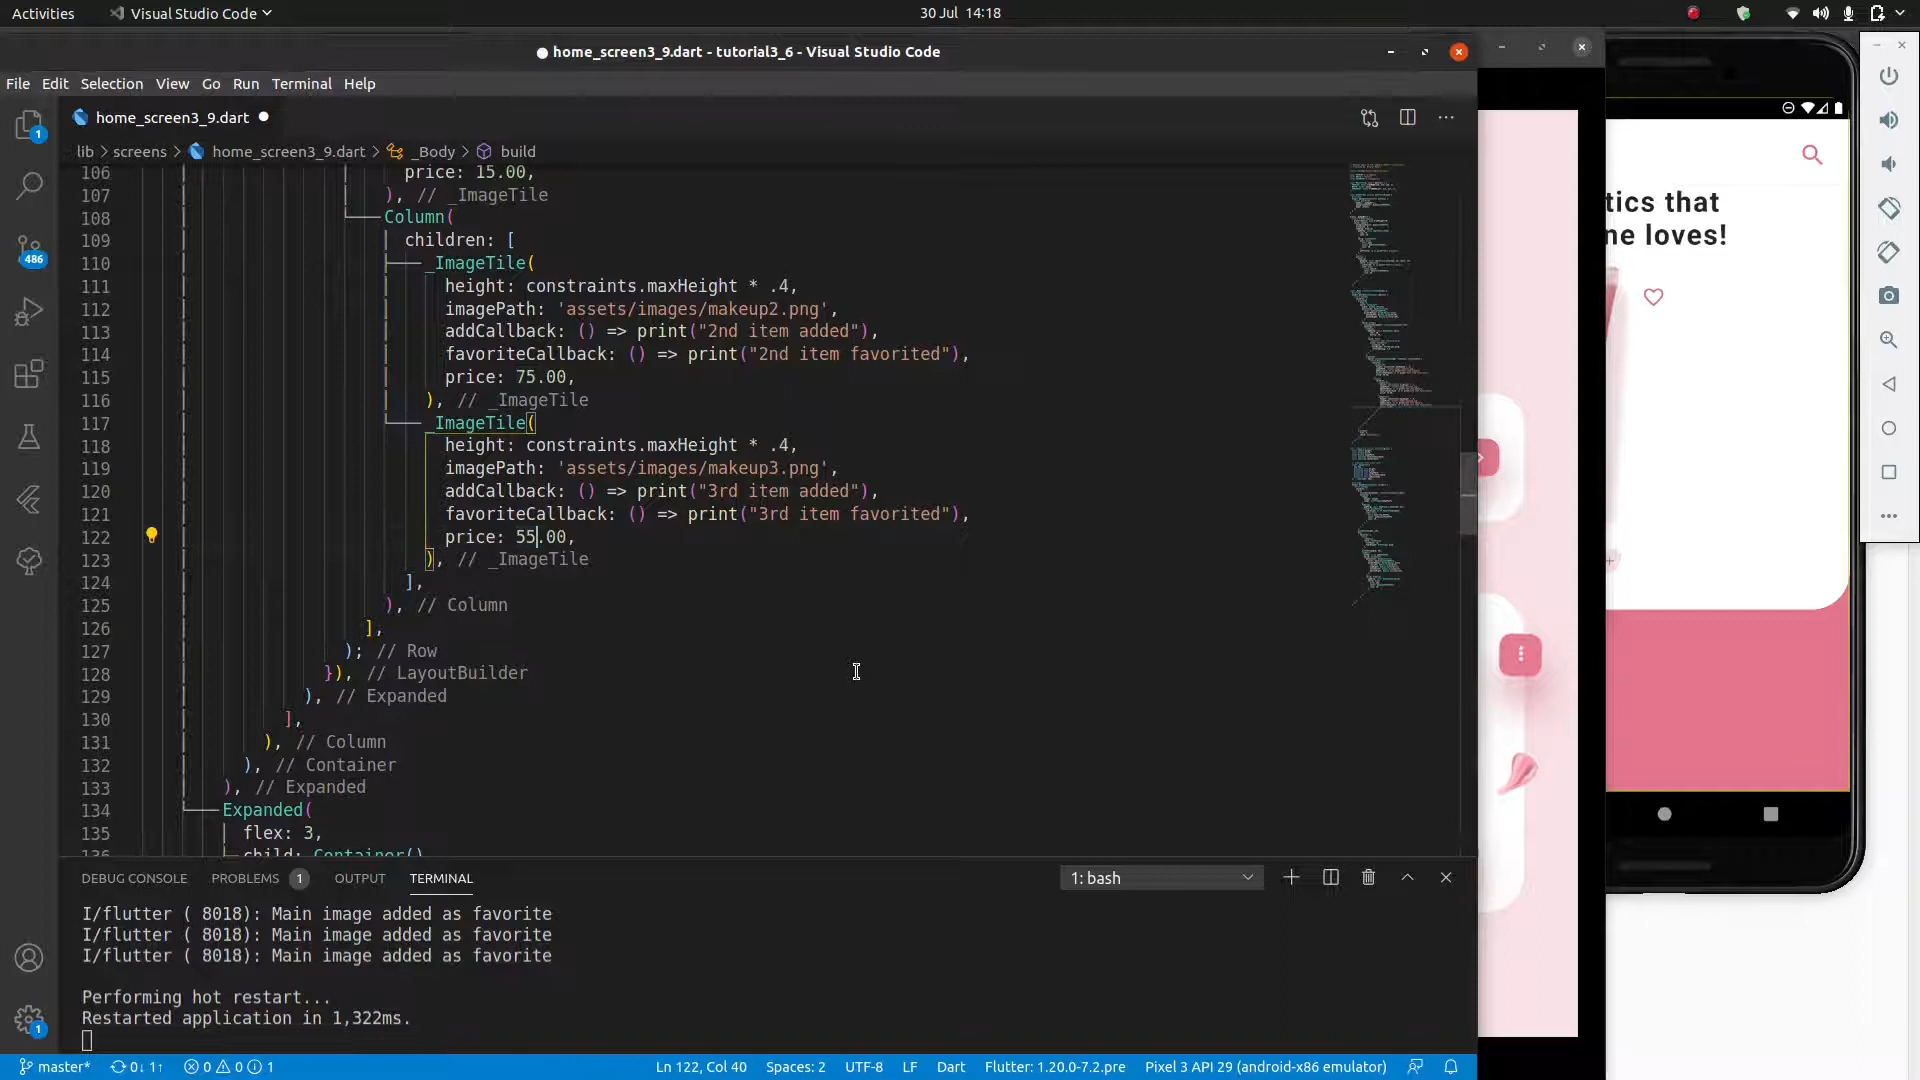 Activities
Visual Studio Code
30 Jul 14:18
home_screen3_9.dart - tutorial3_6 - Visual Studio Code
File Edit Selection View Go Run Terminal Help
home_screen3_9.dart
lib > screens > home_screen3_9.dart > _Body > build
106 price: 15.00,
107 ), // _ImageTile
108 Column(
109 children: [
110 _ImageTile(
111 height: constraints.maxHeight * .4,
112 imagePath: 'assets/images/makeup2.png',
113 addCallback: () => print("2nd item added"),
114 favoriteCallback: () => print("2nd item favorited"),
115 price: 75.00,
116 ), // _ImageTile
117 _ImageTile(
118 height: constraints.maxHeight * .4,
119 imagePath: 'assets/images/makeup3.png',
120 addCallback: () => print("3rd item added"),
121 favoriteCallback: () => print("3rd item favorited"),
122 price: 55.00,
123 ), // _ImageTile
124 ],
125 ), // Column
126 ],
127 ); // Row
128 }), // LayoutBuilder
129 ), // Expanded
130 ],
131 ), // Column
132 ), // Container
133 ), // Expanded
134 Expanded(
135 flex: 3,
136 child: Container()
1
486
1
tics that
ne loves!
DEBUG CONSOLE PROBLEMS 1 OUTPUT TERMINAL
1: bash
I/flutter ( 8018): Main image added as favorite
I/flutter ( 8018): Main image added as favorite
I/flutter ( 8018): Main image added as favorite
Performing hot restart...
Restarted application in 1,322ms.
master* 0↓ 1↑ 0 0 1
Ln 122, Col 40 Spaces: 2 UTF-8 LF Dart Flutter: 1.20.0-7.2.pre Pixel 3 API 29 (android-x86 emulator)